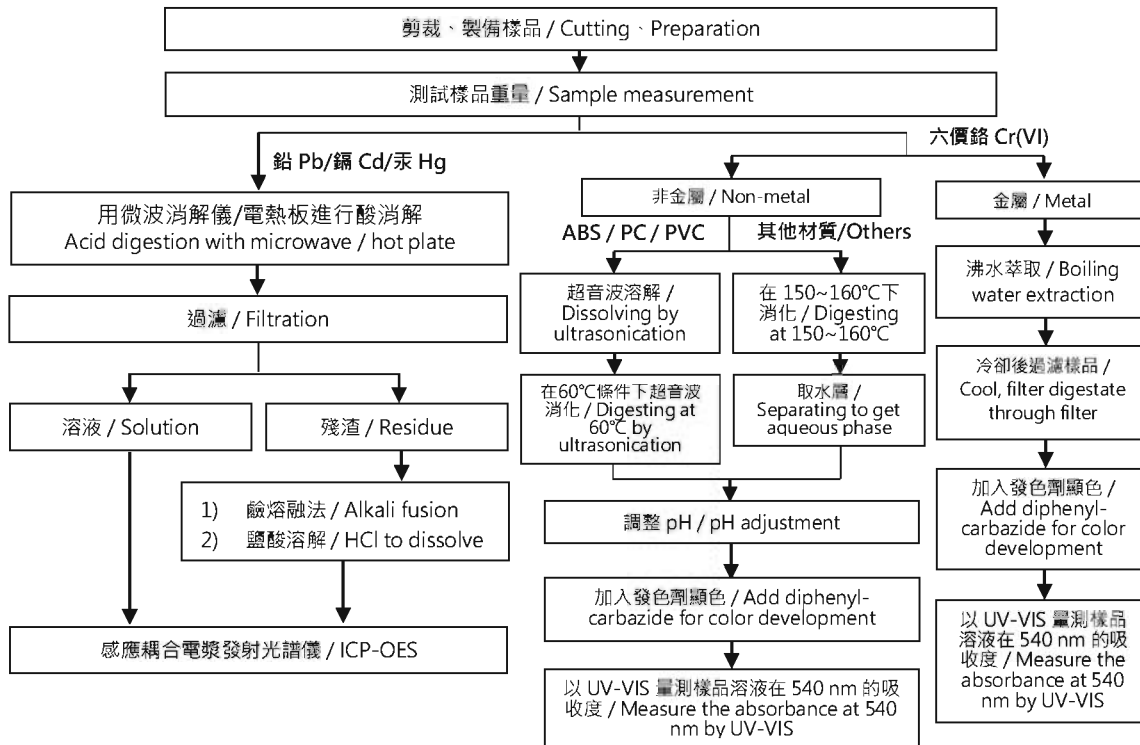 剪裁、製備樣品 / Cutting、Preparation
測試樣品重量 / Sample measurement
鉛 Pb/鎘 Cd/汞 Hg
六價鉻 Cr(VI)
用微波消解儀/電熱板進行酸消解
Acid digestion with microwave / hot plate
過濾 / Filtration
溶液 / Solution
殘渣 / Residue
1) 鹼熔融法 / Alkali fusion
2) 鹽酸溶解 / HCl to dissolve
感應耦合電漿發射光譜儀 / ICP-OES
非金屬 / Non-metal
ABS / PC / PVC
其他材質/Others
超音波溶解 /
Dissolving by
ultrasonication
在60℃條件下超音波
消化 / Digesting at
60℃ by
ultrasonication
在 150~160℃下
消化 / Digesting
at 150~160℃
取水層 /
Separating to get
aqueous phase
調整 pH / pH adjustment
加入發色劑顯色 / Add diphenyl-
carbazide for color development
以 UV-VIS 量測樣品溶液在 540 nm 的吸
收度 / Measure the absorbance at 540
nm by UV-VIS
金屬 / Metal
沸水萃取 / Boiling
water extraction
冷卻後過濾樣品 /
Cool, filter digestate
through filter
加入發色劑顯色 /
Add diphenyl-
carbazide for color
development
以 UV-VIS 量測樣品
溶液在 540 nm 的吸
收度 / Measure the
absorbance at 540
nm by UV-VIS